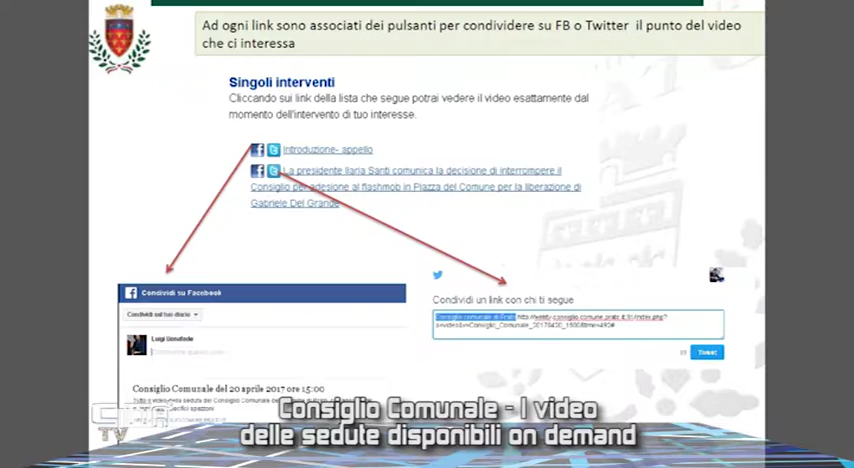 Ad ogni link sono associati dei pulsanti per condividere su FB o Twitter il punto del video
che ci interessa
Singoli interventi
Cliccando sui link della lista che segue potrai vedere il video esattamente dal
momento dell'intervento di tuo interesse.
Introduzione- appello
La presidente Ilaria Santi comunica la decisione di interrompere il
Consiglio per adesione al flashmob in Piazza del Comune per la liberazione di
Gabriele Del Grande
Condividi su Facebook
Condividi sul tuo diario
Condividi un link con chi ti segue
Consiglio comunale di Prato
Tweet
Consiglio Comunale del 20 aprile 2017 ore 15:00
Consiglio Comunale - I video
delle sedute disponibili on demand
TV